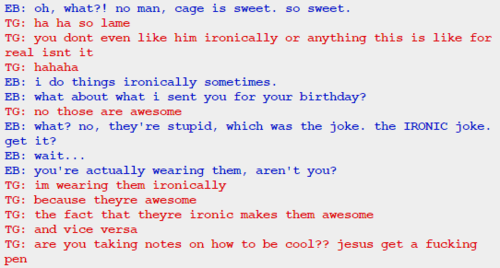 EB: oh, what?! no man, cage is sweet. so sweet.
TG: ha ha so lame
TG: you dont even like him ironically or anything this is like for
real isnt it
TG: hahaha
EB: i do things ironically sometimes.
EB: what about what i sent you for your birthday?
TG: no those are awesome
EB: what? no, they're stupid, which was the joke. the IRONIC joke.
get it?
EB: wait...
EB: you're actually wearing them, aren't you?
TG: im wearing them ironically
TG: because theyre awesome
TG: the fact that theyre ironic makes them awesome
TG: and vice versa
TG: are you taking notes on how to be cool?? jesus get a fucking
pen